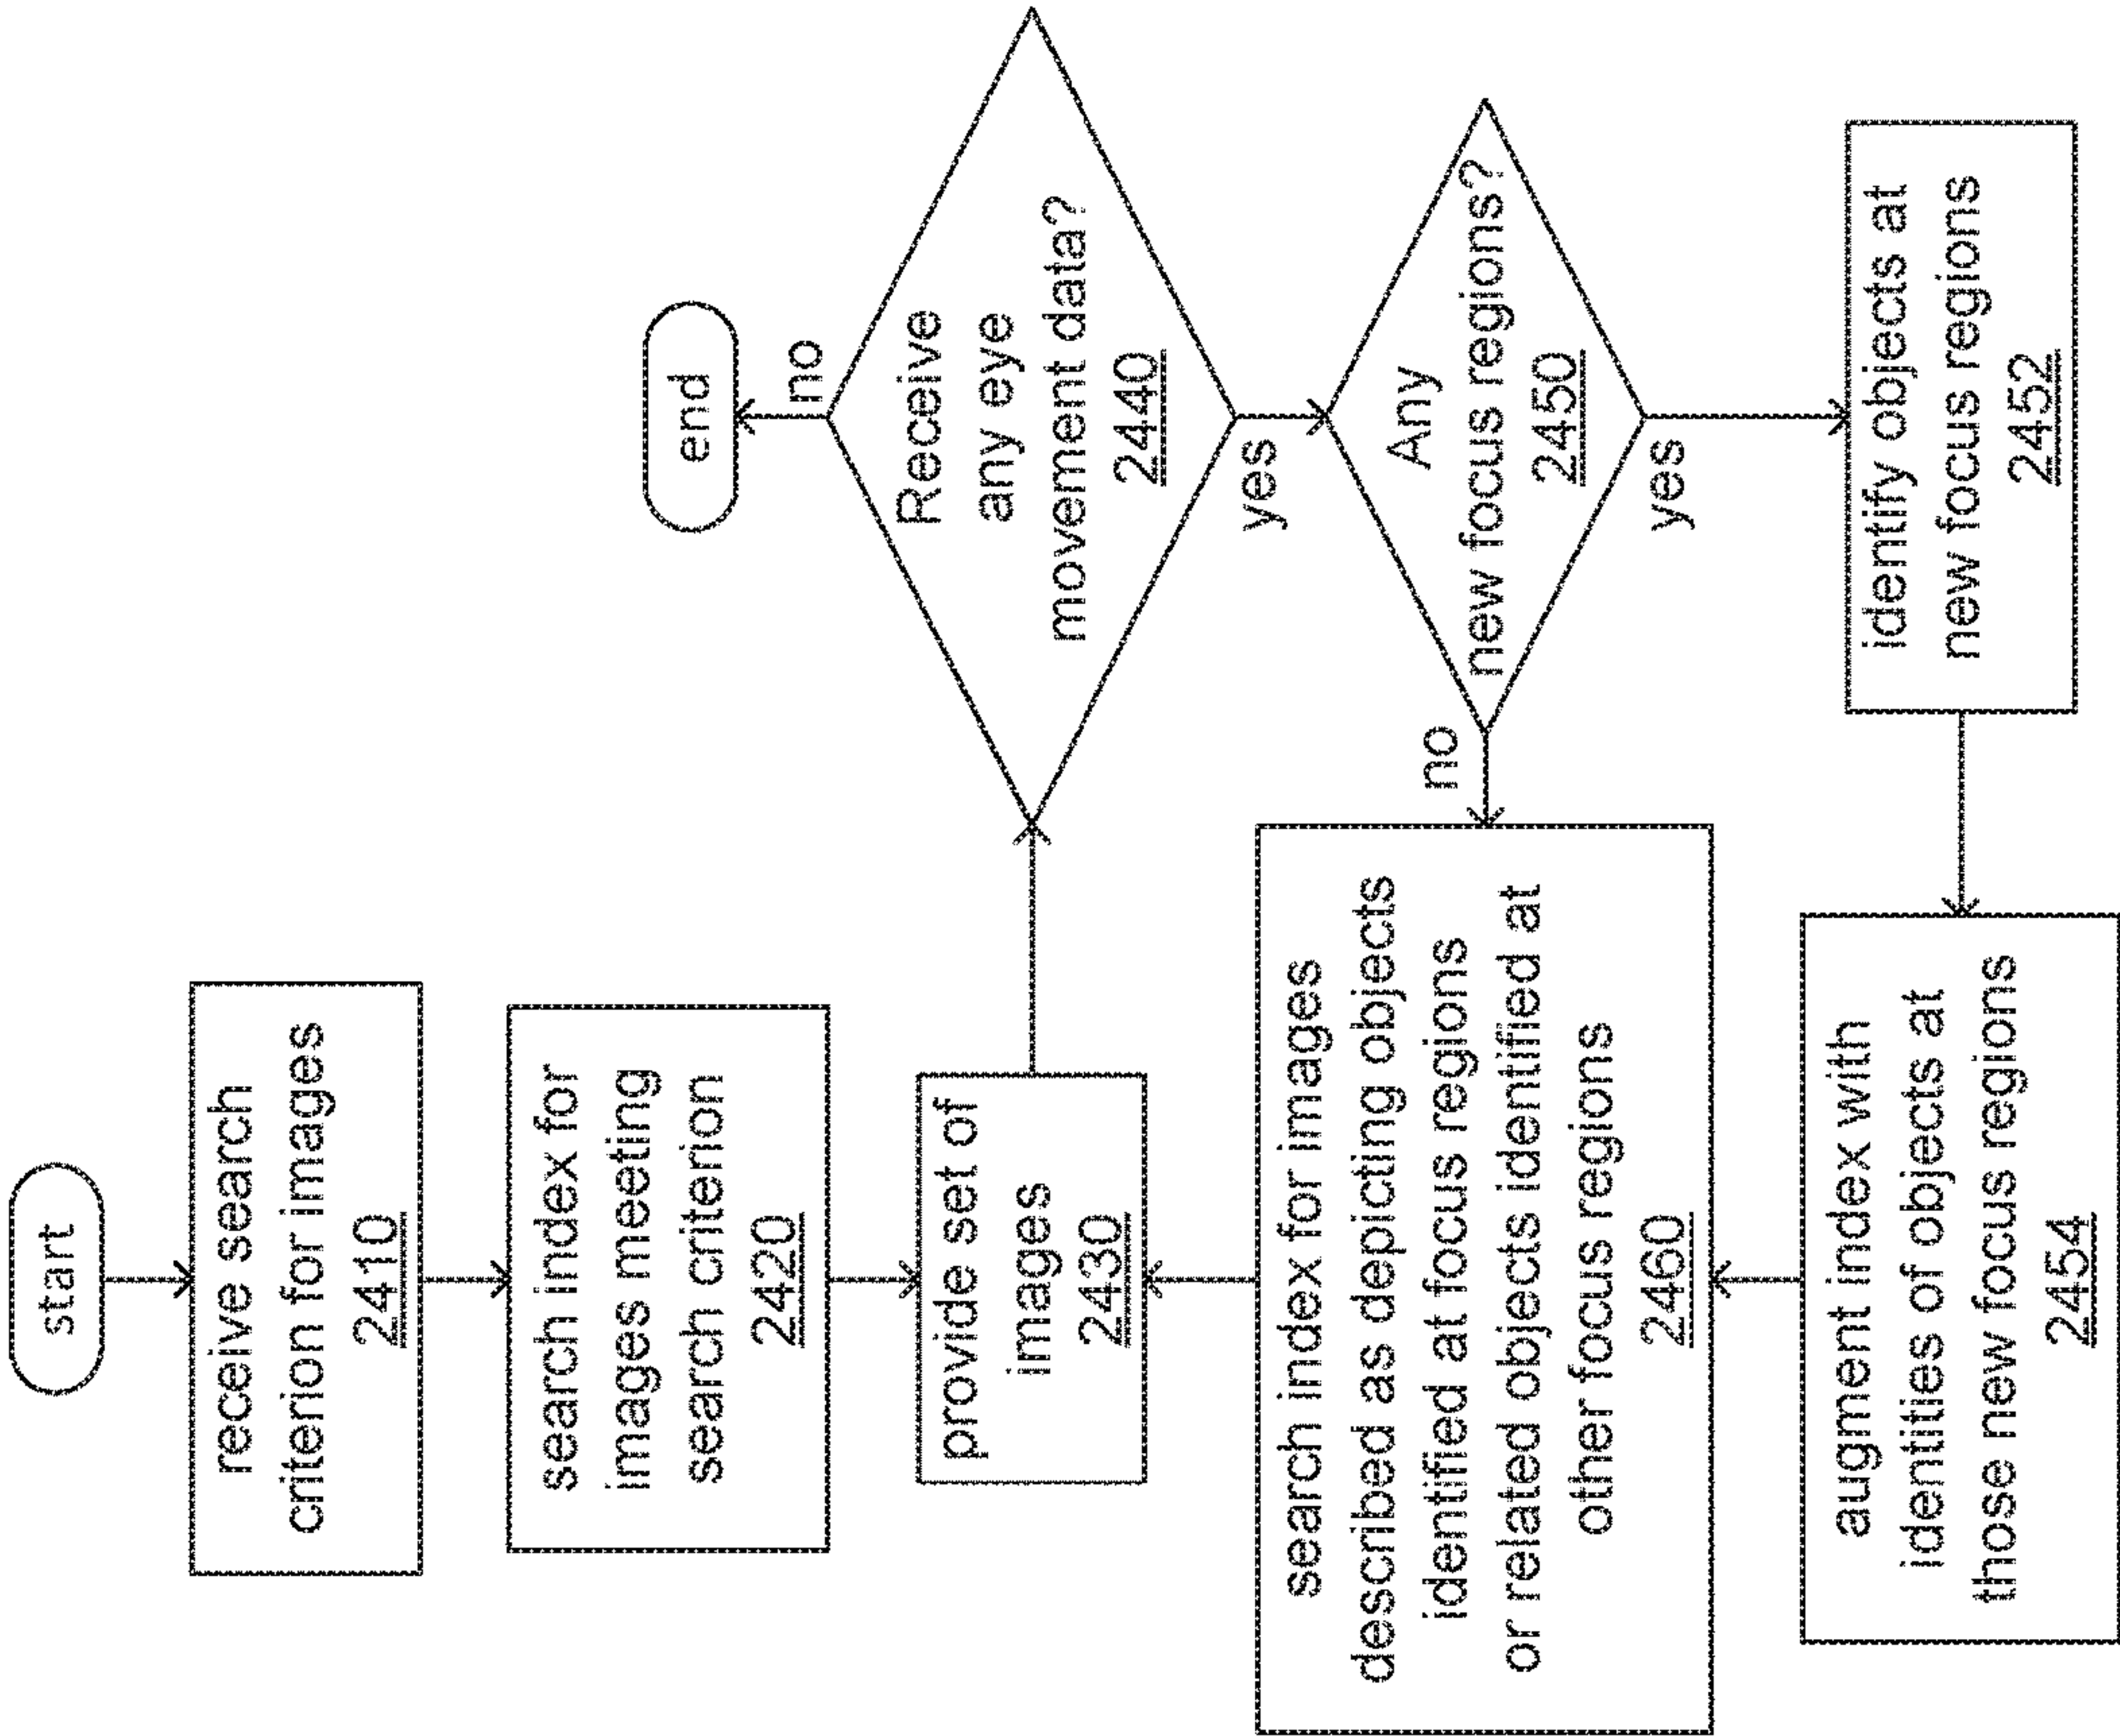 start
receive search
criterion for images
2410
search index for
images meeting
search criterion
2420
provide set of
images
2430
end
no
Receive
any eye
movement data?
2440
yes
Any
new focus regions?
2450
no
yes
identify objects at
new focus regions
2452
augment index with
identities of objects at
those new focus regions
2454
search index for images
described as depicting objects
identified at focus regions
or related objects identified at
other focus regions
2460